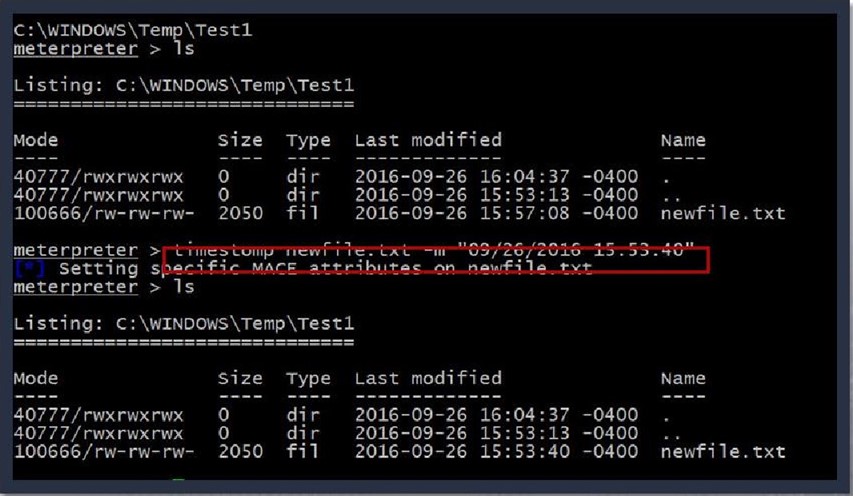 C:\WINDOWS\Temp\Test1
meterpreter > ls
Listing: C:\WINDOWS\Temp\Test1
==============================
Mode Size Type Last modified Name
---- ---- ---- ------------- ----
40777/rwxrwxrwx 0 dir 2016-09-26 16:04:37 -0400 .
40777/rwxrwxrwx 0 dir 2016-09-26 15:53:13 -0400 ..
100666/rw-rw-rw- 2050 fil 2016-09-26 15:57:08 -0400 newfile.txt
meterpreter > timestomp newfile.txt -m "09/26/2016 15:53:40"
[*] Setting specific MACE attributes on newfile.txt
meterpreter > ls
Listing: C:\WINDOWS\Temp\Test1
==============================
Mode Size Type Last modified Name
---- ---- ---- ------------- ----
40777/rwxrwxrwx 0 dir 2016-09-26 16:04:37 -0400 .
40777/rwxrwxrwx 0 dir 2016-09-26 15:53:13 -0400 ..
100666/rw-rw-rw- 2050 fil 2016-09-26 15:53:40 -0400 newfile.txt